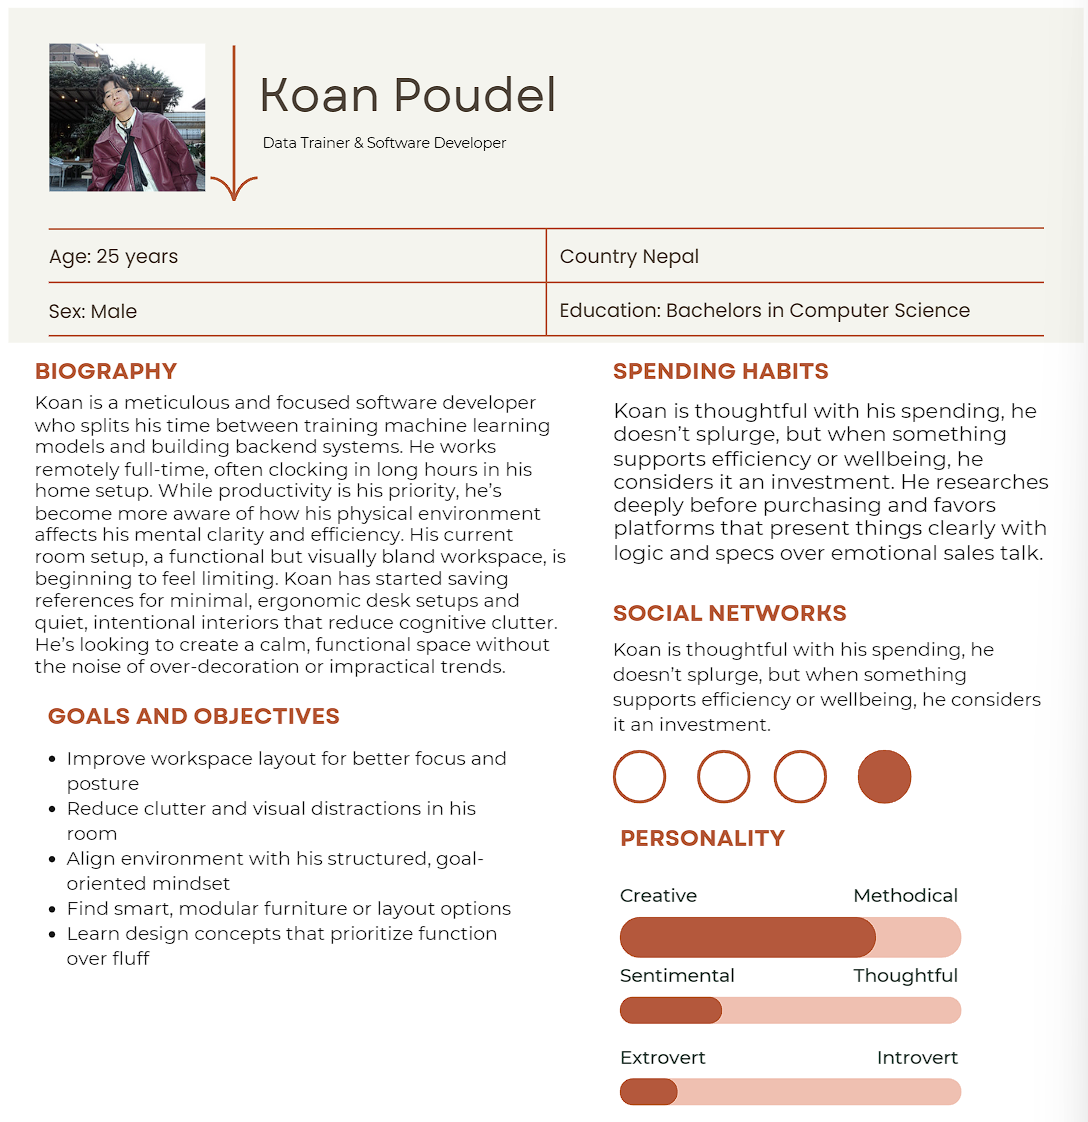 Koan Poudel
Data Trainer & Software Developer
Age: 25 years
Country Nepal
Sex: Male
Education: Bachelors in Computer Science
BIOGRAPHY
Koan is a meticulous and focused software developer
who splits his time between training machine learning
models and building backend systems. He works
remotely full-time, often clocking in long hours in his
home setup. While productivity is his priority, he’s
become more aware of how his physical environment
affects his mental clarity and efficiency. His current
room setup, a functional but visually bland workspace, is
beginning to feel limiting. Koan has started saving
references for minimal, ergonomic desk setups and
quiet, intentional interiors that reduce cognitive clutter.
He’s looking to create a calm, functional space without
the noise of over-decoration or impractical trends.
GOALS AND OBJECTIVES
• Improve workspace layout for better focus and
posture
• Reduce clutter and visual distractions in his
room
• Align environment with his structured, goal-
oriented mindset
• Find smart, modular furniture or layout options
• Learn design concepts that prioritize function
over fluff
SPENDING HABITS
Koan is thoughtful with his spending, he
doesn’t splurge, but when something
supports efficiency or wellbeing, he
considers it an investment. He researches
deeply before purchasing and favors
platforms that present things clearly with
logic and specs over emotional sales talk.
SOCIAL NETWORKS
Koan is thoughtful with his spending, he
doesn’t splurge, but when something
supports efficiency or wellbeing, he considers
it an investment.
PERSONALITY
Creative Methodical
Sentimental Thoughtful
Extrovert Introvert